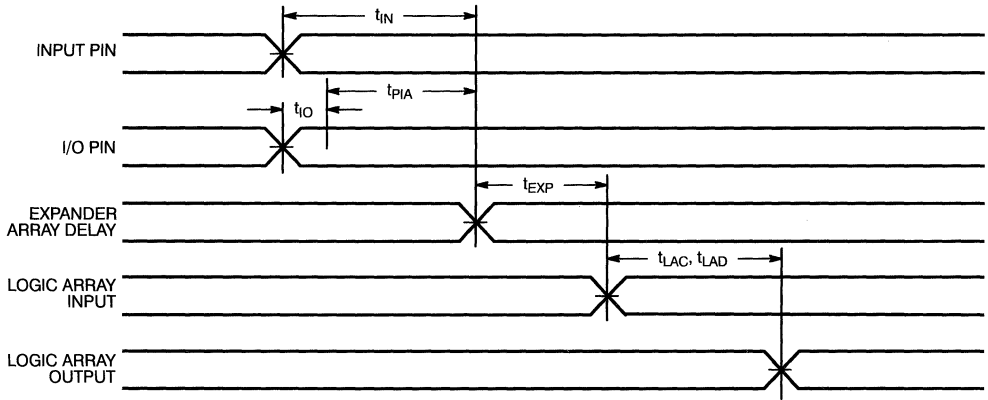 tIN
INPUT PIN
tPIA
tIO
I/O PIN
tEXP
EXPANDER
ARRAY DELAY
tLAC, tLAD
LOGIC ARRAY
INPUT
LOGIC ARRAY
OUTPUT